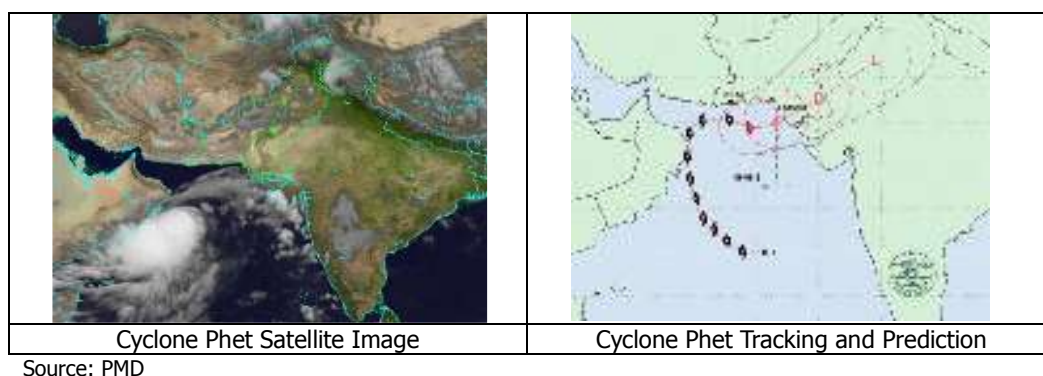 Cyclone Phet Satellite Image
Cyclone Phet Tracking and Prediction
Source: PMD